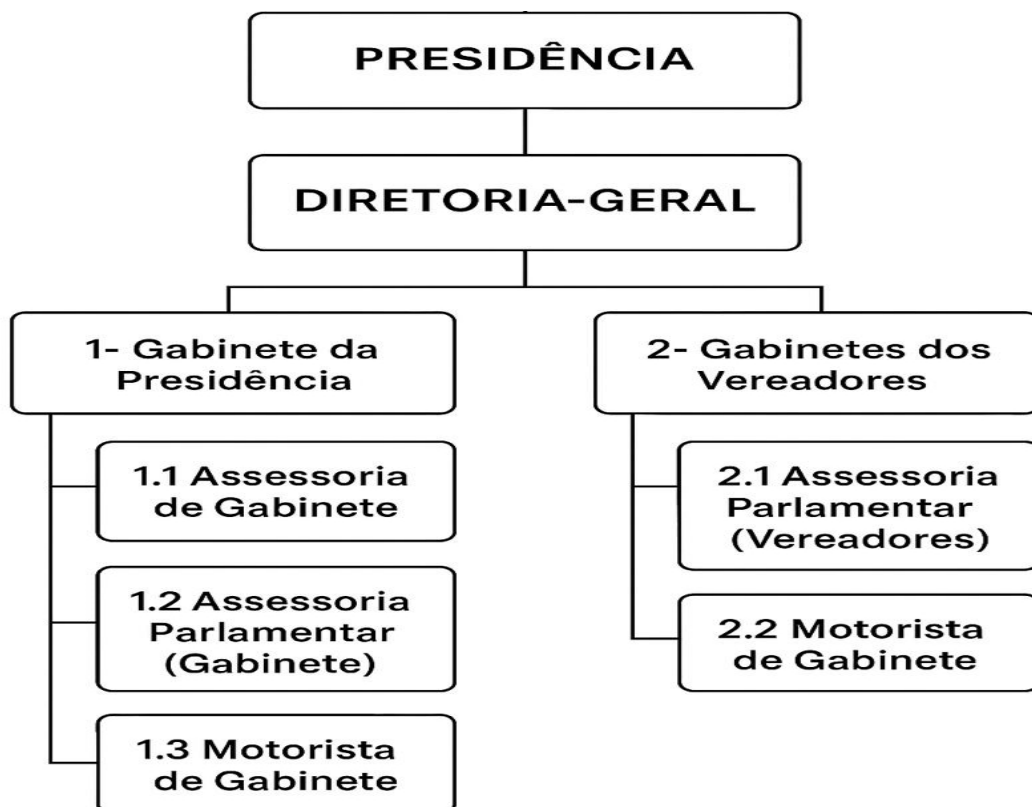 PRESIDÊNCIA
DIRETORIA-GERAL
1- Gabinete da
Presidência
1.1 Assessoria
de Gabinete
1.2 Assessoria
Parlamentar
(Gabinete)
1.3 Motorista
de Gabinete
2- Gabinetes dos
Vereadores
2.1 Assessoria
Parlamentar
(Vereadores)
2.2 Motorista
de Gabinete